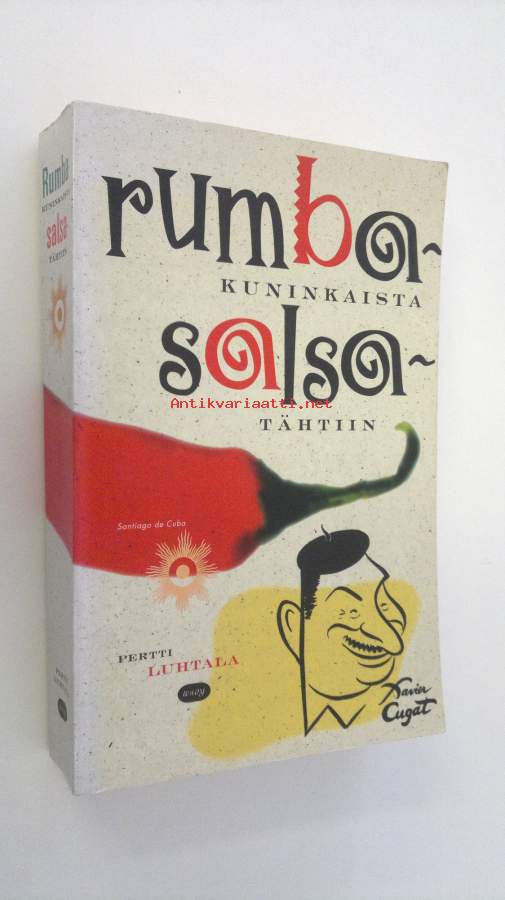 rumba-
KUNINKAISTA
salsa-
TÄHTIIN
Antikvariaatti.net
Santiago de Cuba
PERTTI
LUHTALA
Xavier
Cugat
Rumba
KUNINKAISTA
salsa
TÄHTIIN